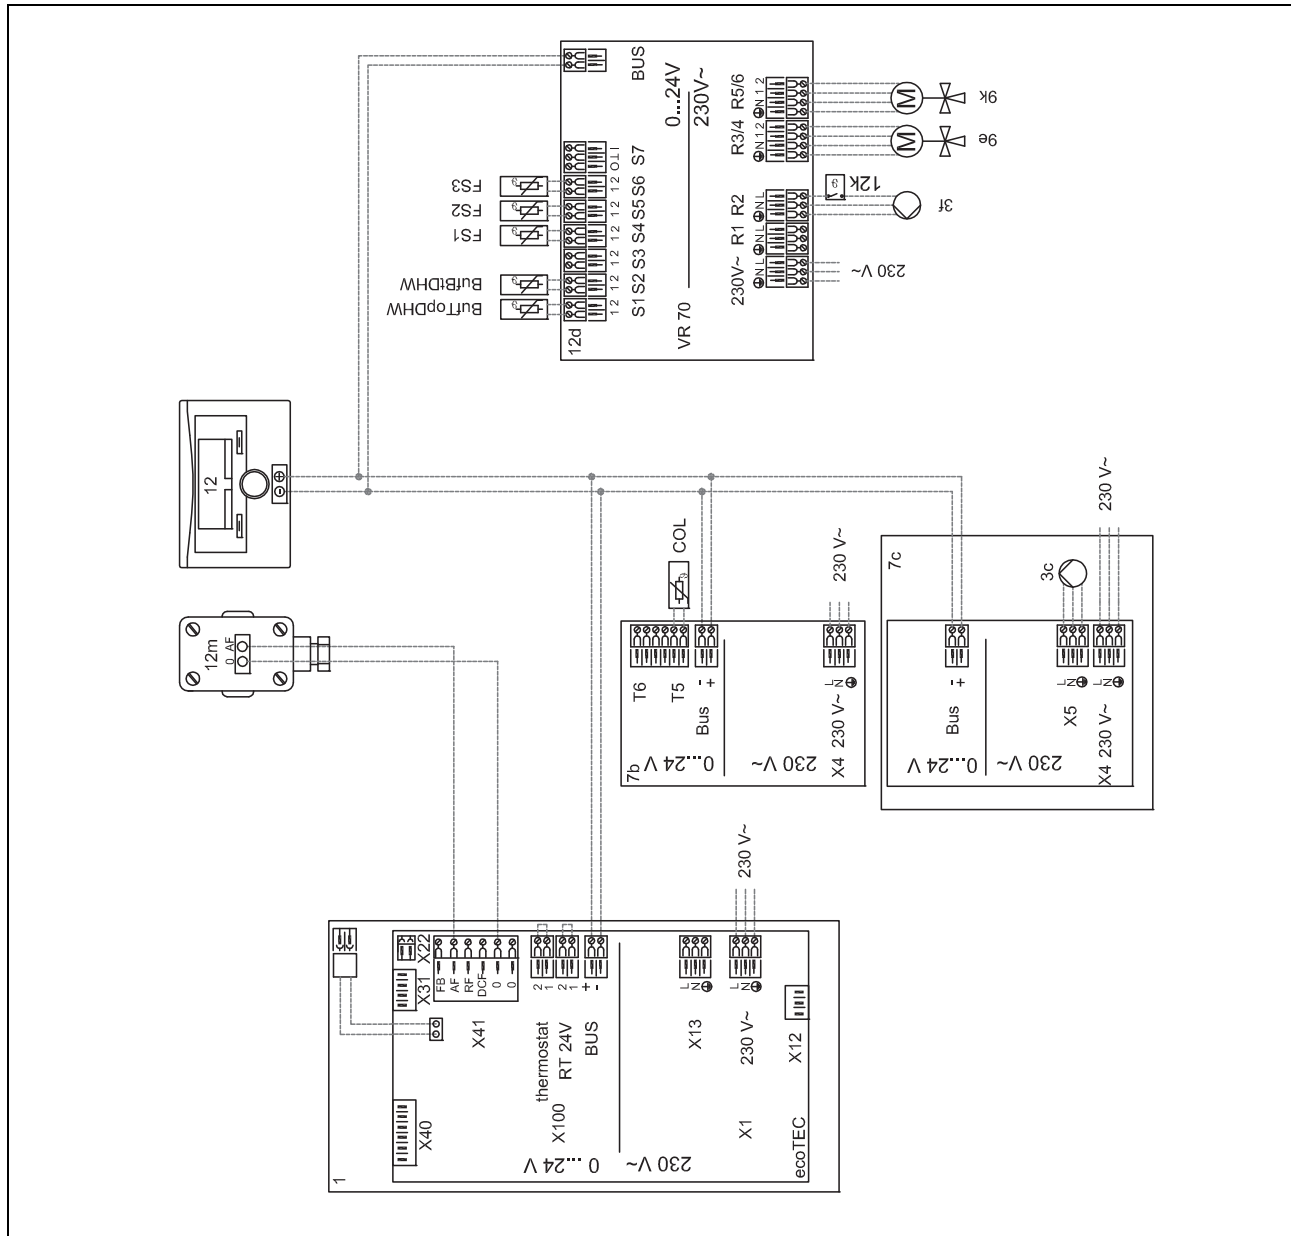 BUS
0...24V
230V~
R5/6
N 1 2
9k
R3/4
N 1 2
9e
12k
R2
N L
3f
R1
N L
230V~
N L
230 V~
S7
I T O
FS3
1 2
S6
FS2
1 2
S5
FS1
1 2
S4
1 2
S3
BufBtDHW
1 2
S2
BufTopDHW
1 2
S1
12d
VR 70
12
12m
0 AF
COL
T6
T5
- +
Bus
230 V~
L N
X4 230 V~
0...24 V
230 V~
7b
7c
3c
230 V~
- +
Bus
L N
X5
L N
X4 230 V~
0...24 V
230 V~
1
X22
X31
X40
FB
AF
RF
DCF
0
0
X41
2 1
thermostat
2 1
RT 24V
X100
+ -
BUS
L N
X13
230 V~
L N
230 V~
X1
X12
0...24 V
230 V~
ecoTEC